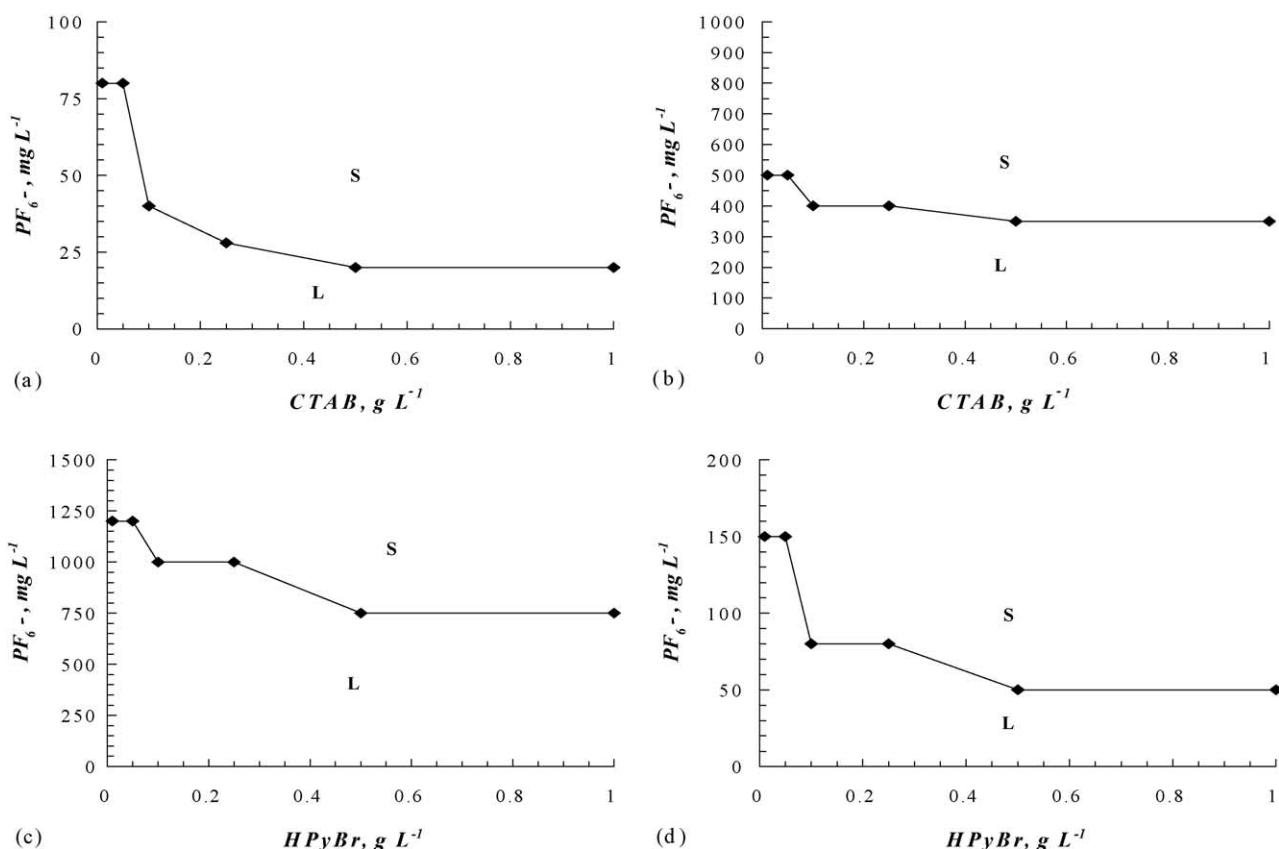 100
75
50
25
0
PF6-, mg L-1
S
L
0 0.2 0.4 0.6 0.8 1
(a)
CTAB, g L-1
1000
900
800
700
600
500
400
300
200
100
0
PF6-, mg L-1
S
L
0 0.2 0.4 0.6 0.8 1
(b)
CTAB, g L-1
1500
1250
1000
750
500
250
0
PF6-, mg L-1
S
L
0 0.2 0.4 0.6 0.8 1
(c)
HPyBr, g L-1
200
150
100
50
0
PF6-, mg L-1
S
L
0 0.2 0.4 0.6 0.8 1
(d)
HPyBr, g L-1